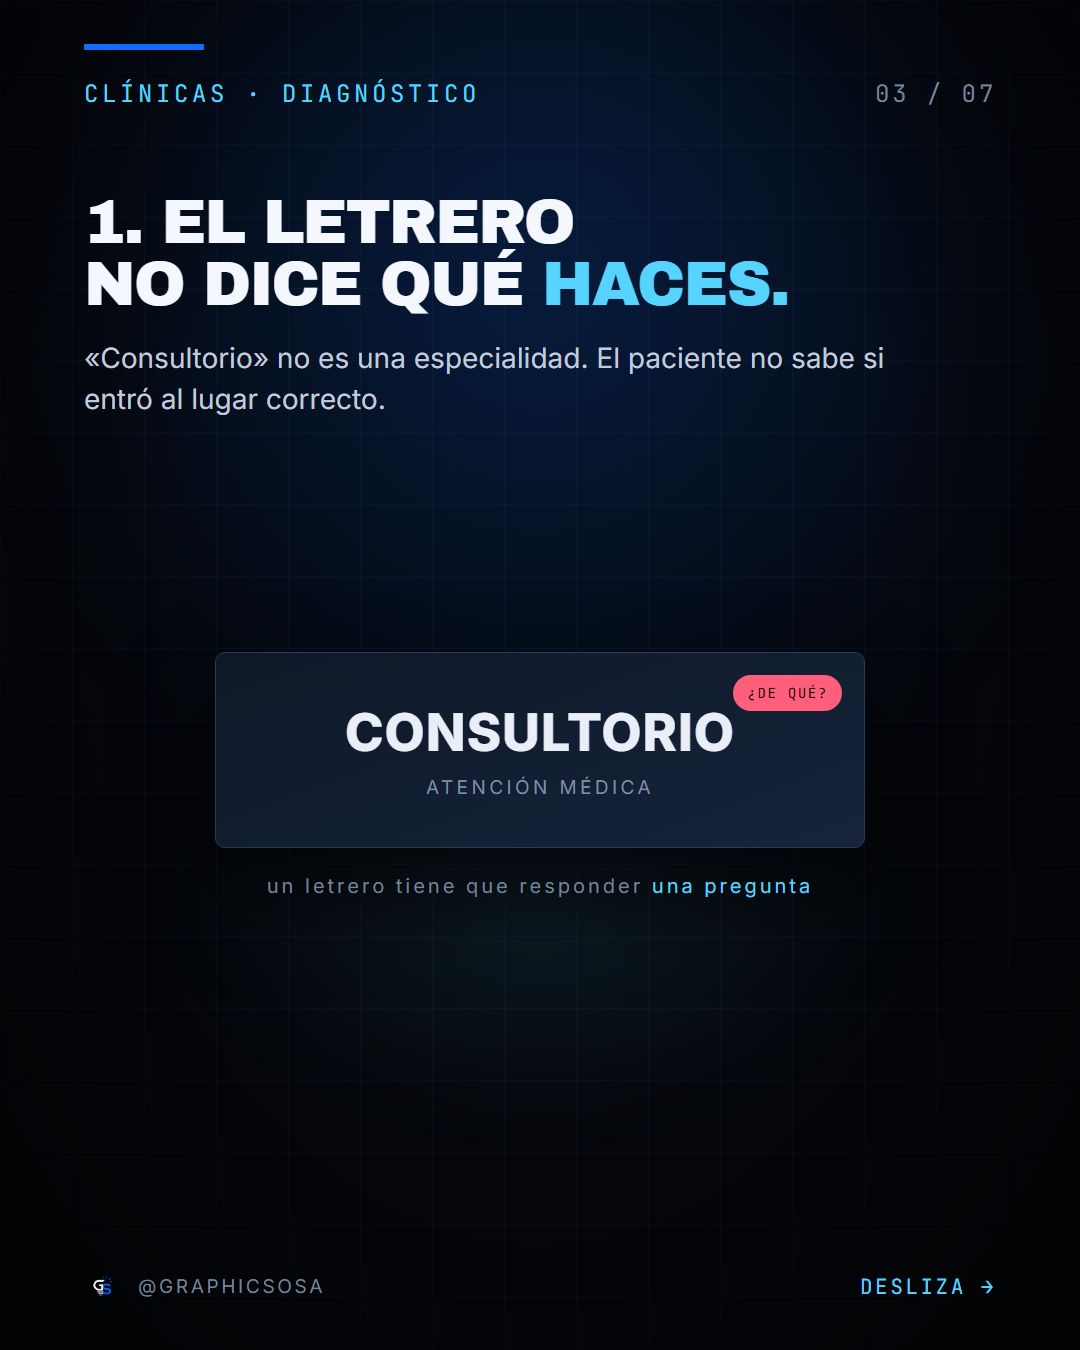 CLÍNICAS · DIAGNÓSTICO
03 / 07
1. EL LETRERO
NO DICE QUÉ HACES.
«Consultorio» no es una especialidad. El paciente no sabe si
entró al lugar correcto.
¿DE QUÉ?
CONSULTORIO
ATENCIÓN MÉDICA
un letrero tiene que responder una pregunta
GS
@GRAPHICSOSA
DESLIZA →